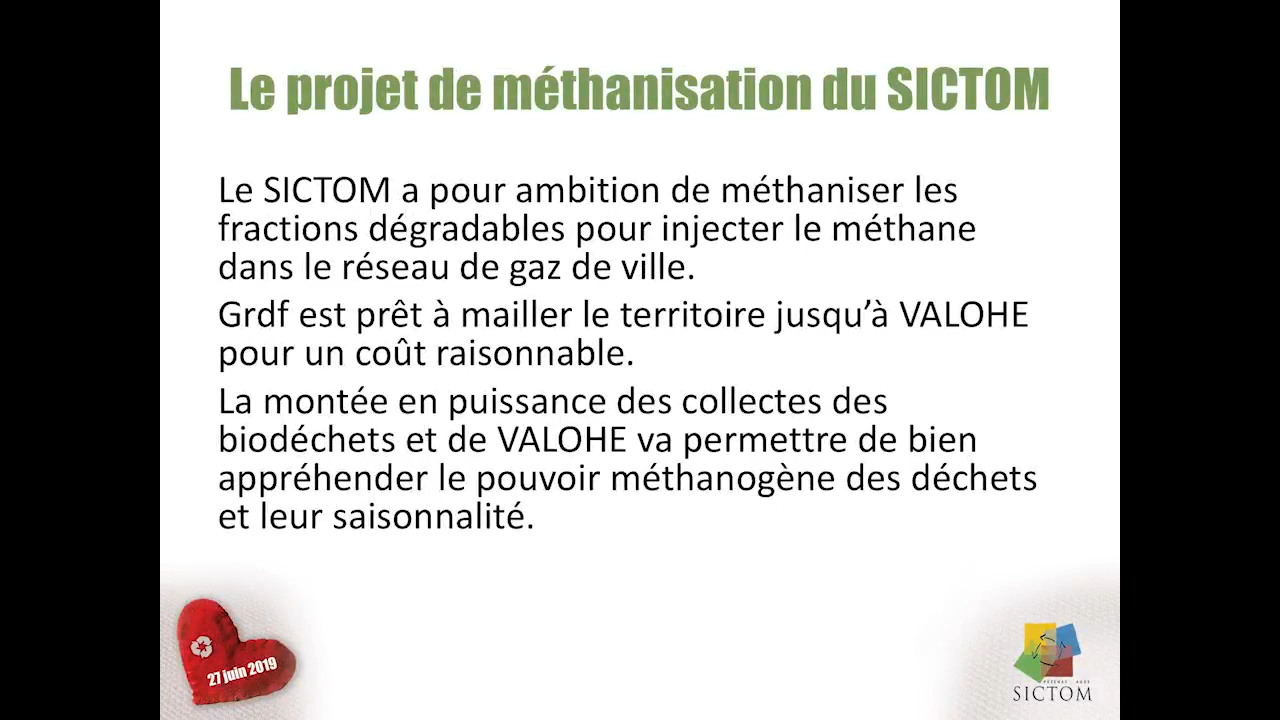 Le projet de méthanisation du SICTOM
Le SICTOM a pour ambition de méthaniser les
fractions dégradables pour injecter le méthane
dans le réseau de gaz de ville.
Grdf est prêt à mailler le territoire jusqu’à VALOHE
pour un coût raisonnable.
La montée en puissance des collectes des
biodéchets et de VALOHE va permettre de bien
appréhender le pouvoir méthanogène des déchets
et leur saisonnalité.
27 juin 2019
PÉZENAS AGDE
SICTOM